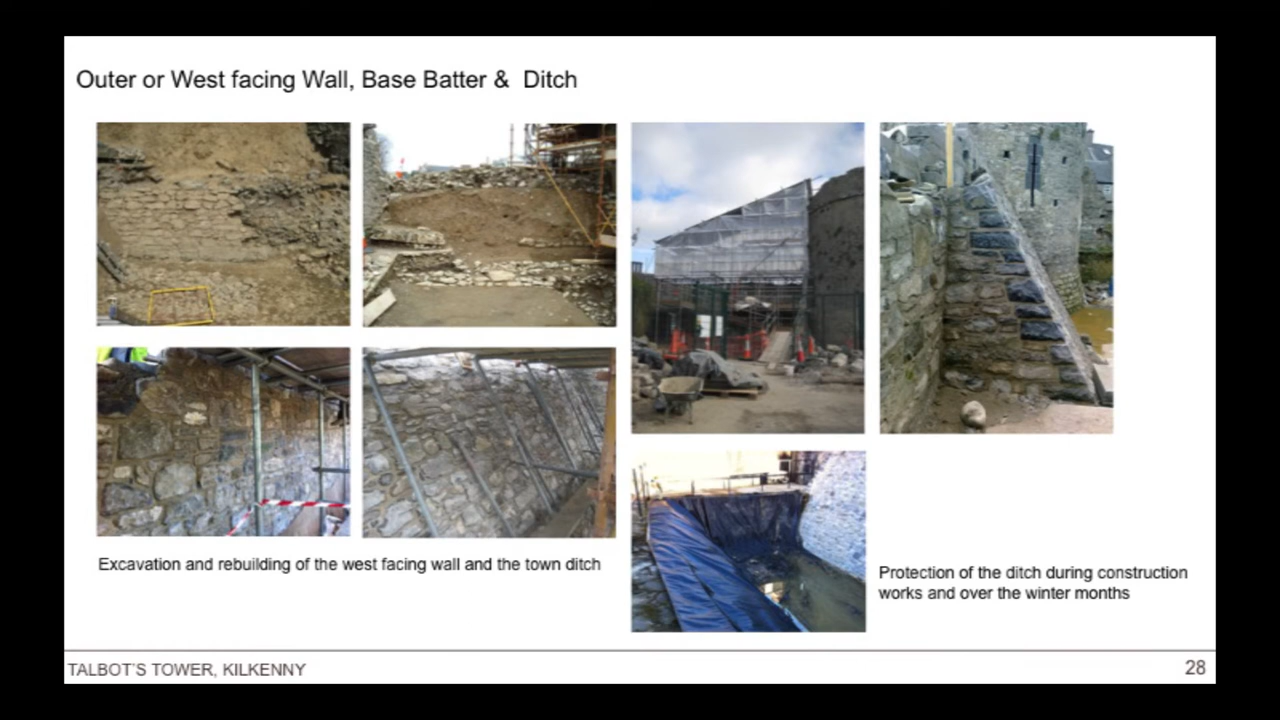 Outer or West facing Wall, Base Batter & Ditch
Excavation and rebuilding of the west facing wall and the town ditch
Protection of the ditch during construction
works and over the winter months
TALBOT'S TOWER, KILKENNY
28